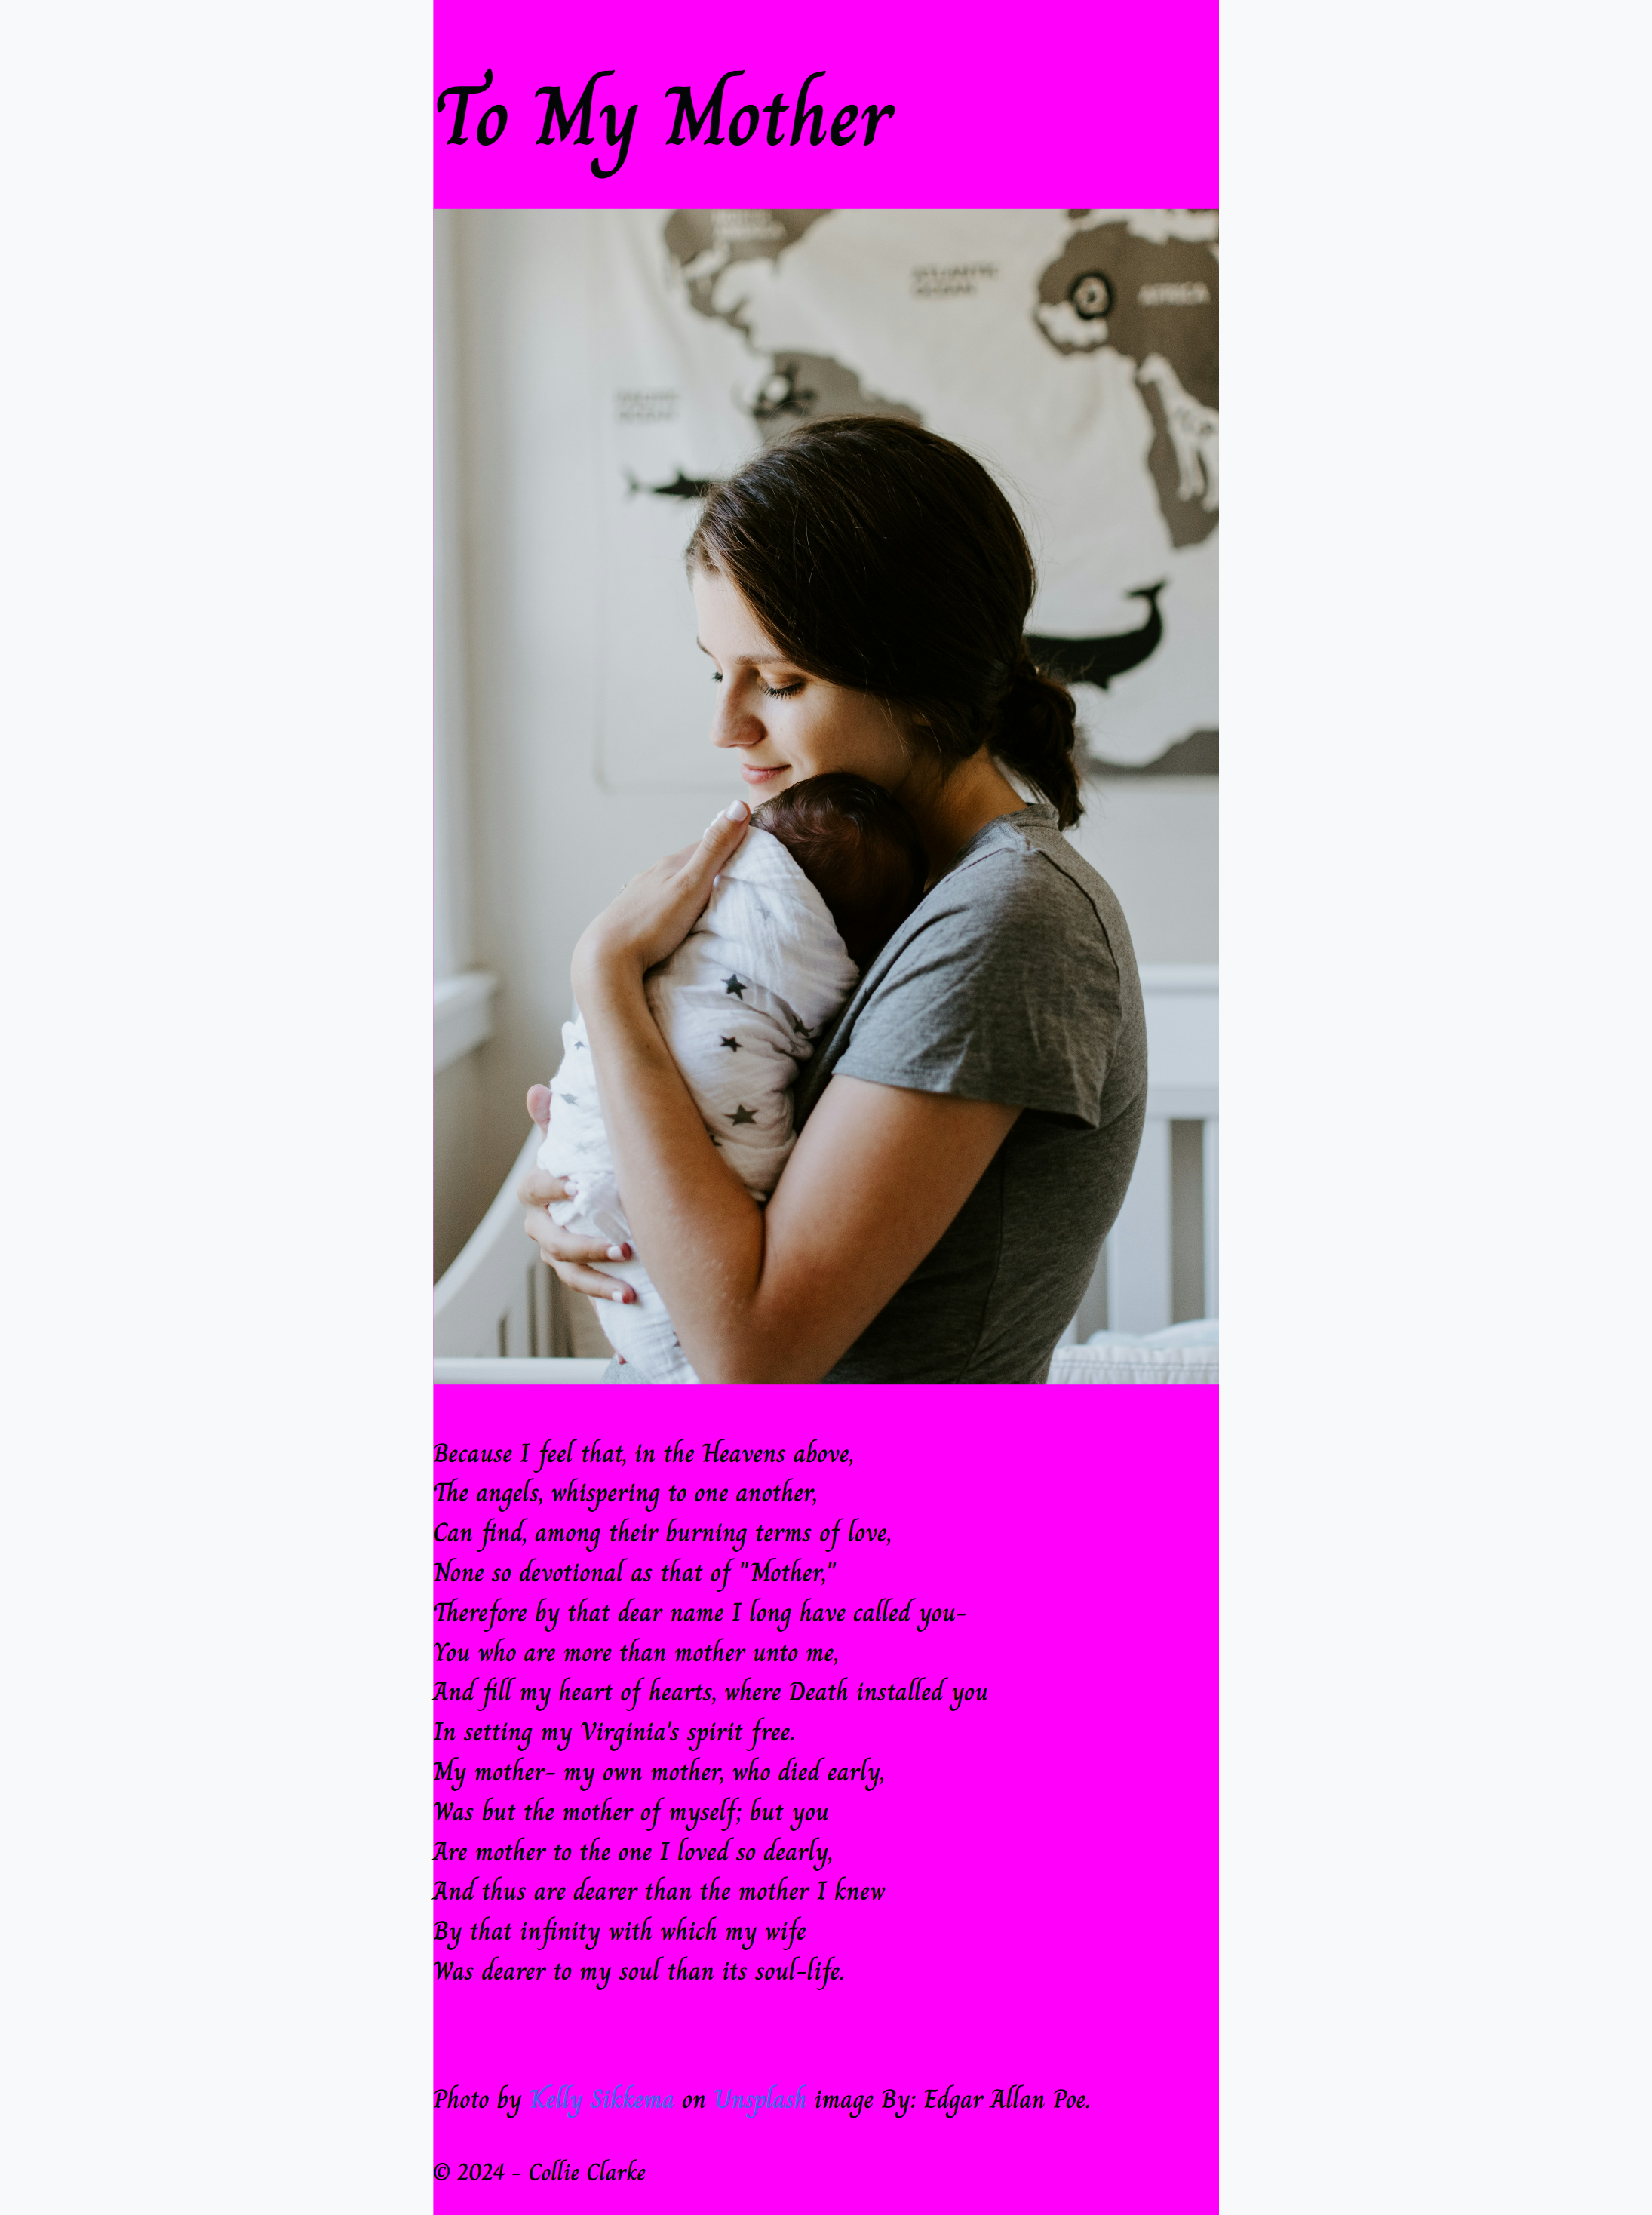 To My Mother
ATLANTIC
OCEAN
AFRICA
Because I feel that, in the Heavens above,
The angels, whispering to one another,
Can find, among their burning terms of love,
None so devotional as that of "Mother,"
Therefore by that dear name I long have called you-
You who are more than mother unto me,
And fill my heart of hearts, where Death installed you
In setting my Virginia's spirit free.
My mother- my own mother, who died early,
Was but the mother of myself; but you
Are mother to the one I loved so dearly,
And thus are dearer than the mother I knew
By that infinity with which my wife
Was dearer to my soul than its soul-life.
Photo by Kelly Sikkema on Unsplash image By: Edgar Allan Poe.
© 2024 - Collie Clarke